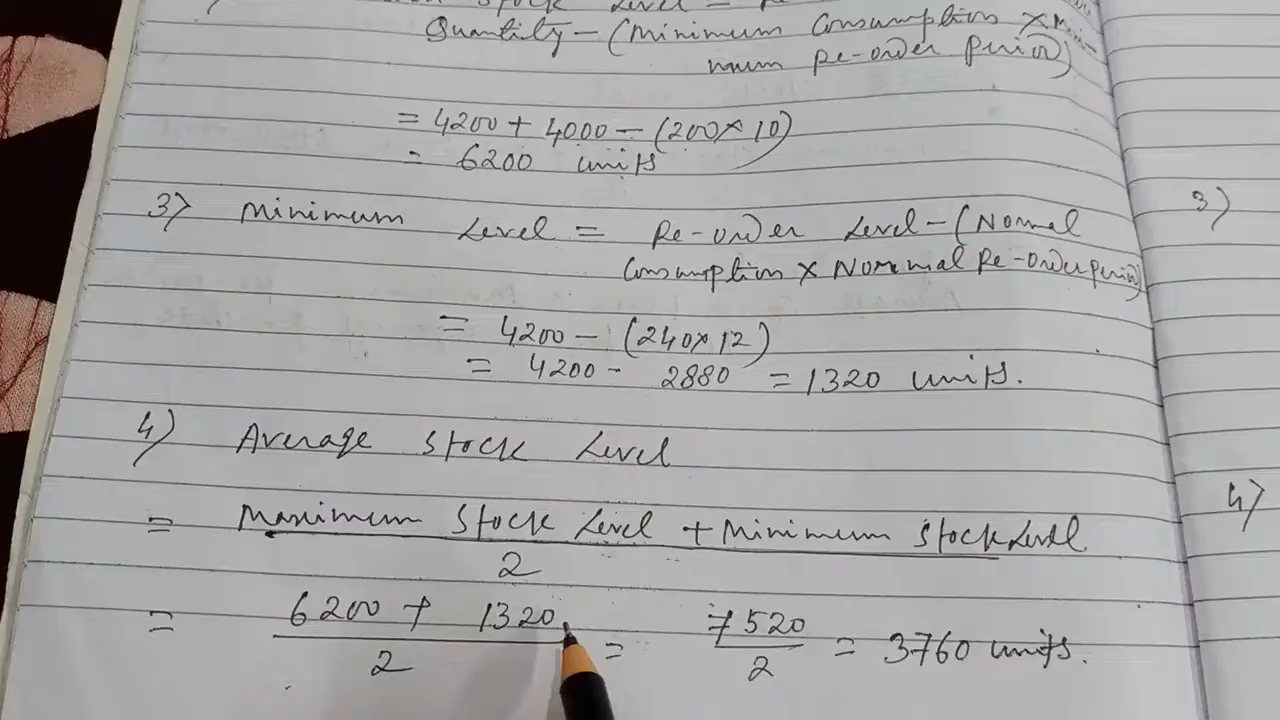 Stock Level =
Quantity - (Minimum Consumption × Mini-
mum Re-order Period)
= 4200 + 4000 - (200 × 10)
= 6200 units
3) Minimum Level = Re-order Level - (Normal
Consumption × Normal Re-order Period)
= 4200 - (240 × 12)
= 4200 - 2880 = 1320 units.
4) Average Stock Level
= Maximum Stock Level + Minimum Stock Level
2
= 6200 + 1320 = 7520 = 3760 units.
2 2
3)
4)